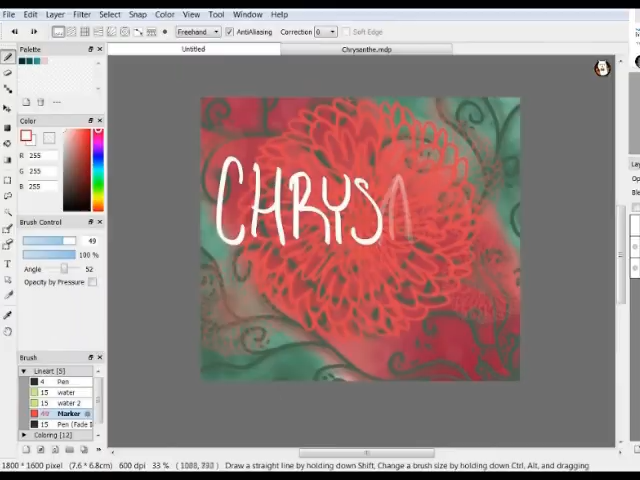 File Edit Filter Select Snap Color View Tool Window Help
Freehand AntiAliasing Correction 0 Soft Edge
Palette Untitled Chrysanthe.mdp
Color
R 255
G 255
B 255
CHRYSA
Brush Control
49
100 %
Angle 52
Opacity by Pressure
Brush
Lineart [5]
4 Pen
15 water
15 water 2
49 Marker
15 Pen (Fade
Coloring [12]
1800 * 1600 pixel (7.6 * 6.8cm) 600 dpi 33 % Draw a straight line by holding down Shift, Change a brush size by holding down Ctrl, Alt, and dragging